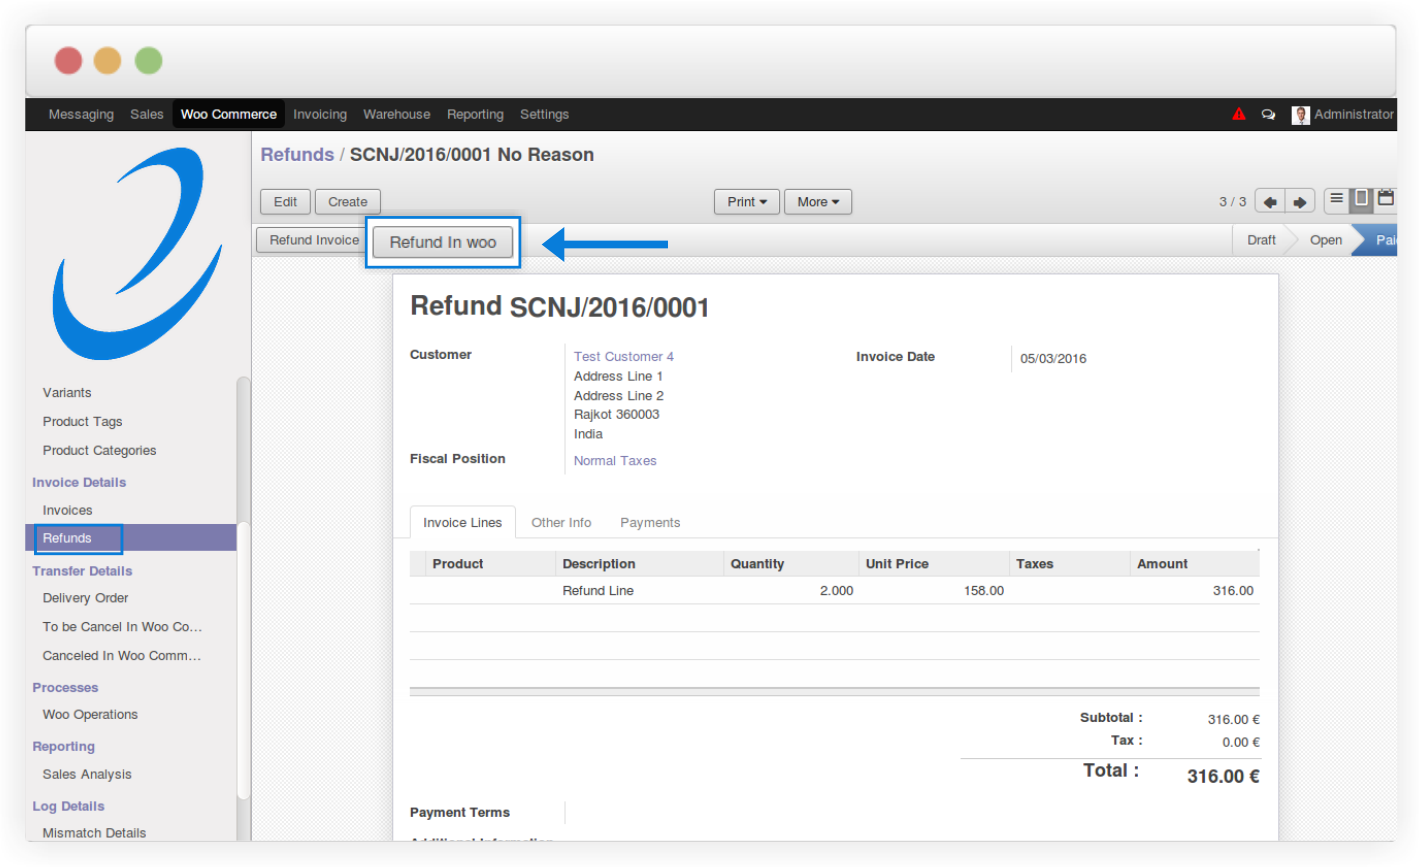 Messaging Sales Woo Commerce Invoicing Warehouse Reporting Settings Administrator
Refunds / SCNJ/2016/0001 No Reason
Edit Create Print More 3 / 3
Refund Invoice Refund In woo Draft Open
Variants
Product Tags
Product Categories
Invoice Details
Invoices
Refunds
Transfer Details
Delivery Order
To be Cancel In Woo Co...
Canceled In Woo Comm...
Processes
Woo Operations
Reporting
Sales Analysis
Log Details
Mismatch Details
Refund SCNJ/2016/0001
Customer Test Customer 4 Invoice Date 05/03/2016
Address Line 1
Address Line 2
Rajkot 360003
India
Fiscal Position Normal Taxes
Invoice Lines Other Info Payments
Product Description Quantity Unit Price Taxes Amount
Refund Line 2.000 158.00 316.00
Subtotal : 316.00 €
Tax : 0.00 €
Total : 316.00 €
Payment Terms